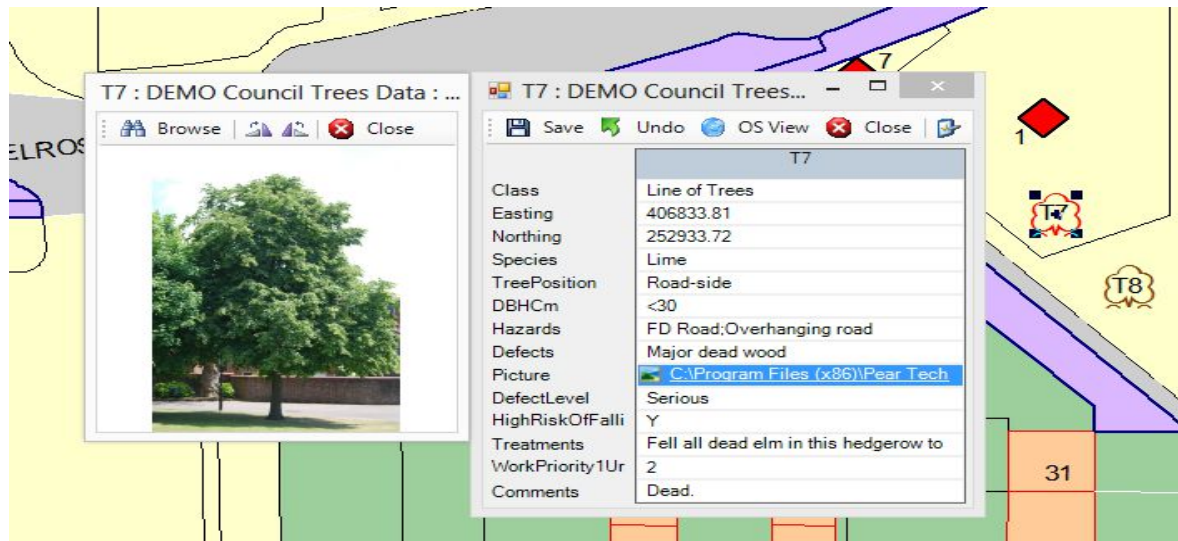 7
T7 : DEMO Council Trees Data : ...
Browse Close
T7 : DEMO Council Trees...
Save Undo OS View Close
T7
Class Line of Trees
Easting 406833.81
Northing 252933.72
Species Lime
TreePosition Road-side
DBHCm <30
Hazards FD Road;Overhanging road
Defects Major dead wood
Picture C:\Program Files (x86)\Pear Tech
DefectLevel Serious
HighRiskOfFalli Y
Treatments Fell all dead elm in this hedgerow to
WorkPriority1Ur 2
Comments Dead.
ELROS
1
T7
T8
31